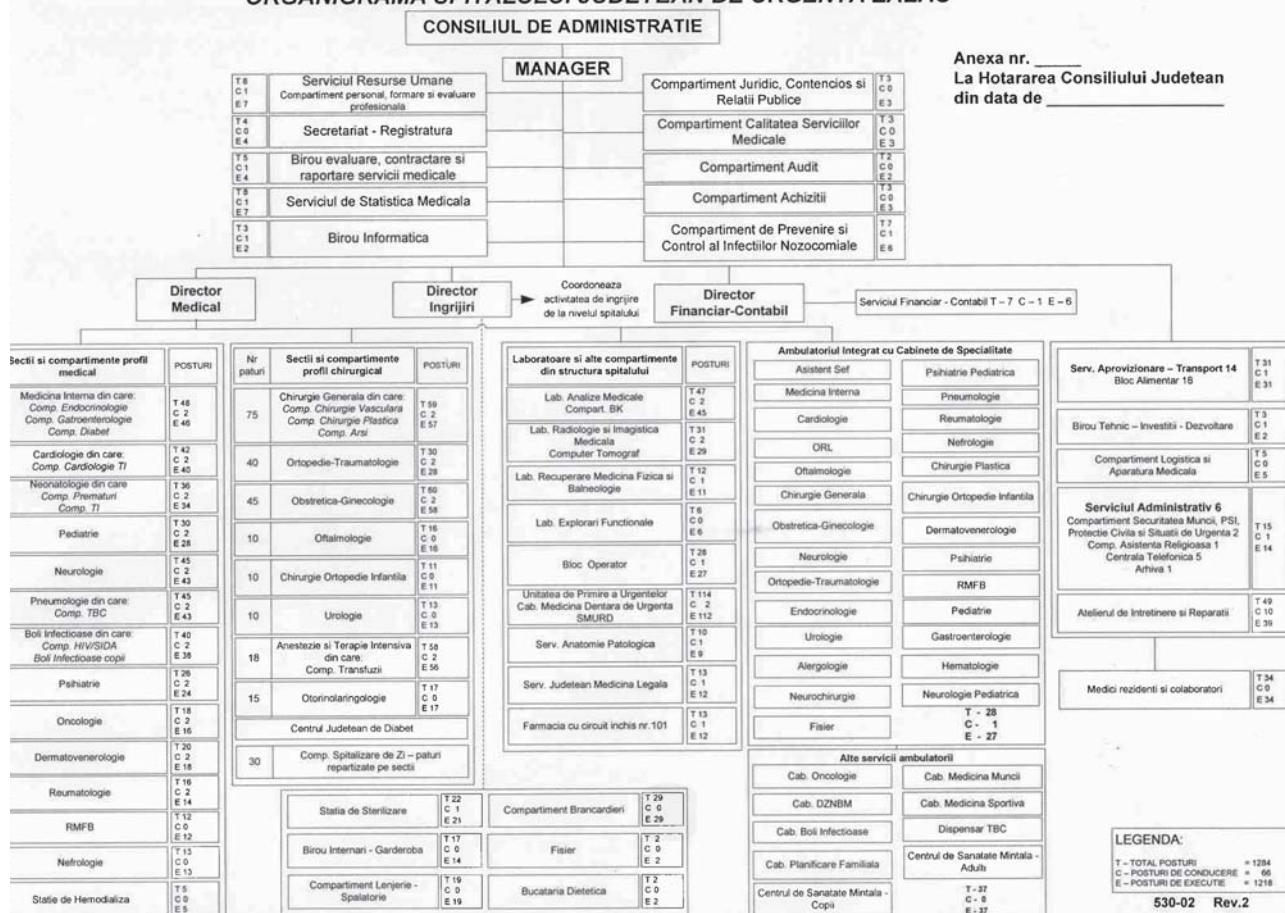 CONSILIUL DE ADMINISTRATIE
MANAGER
Anexa nr. _____
La Hotararea Consiliului Judetean
din data de _______________
T 8
C 1
E 7
Serviciul Resurse Umane
Compartiment personal, formare si evaluare
profesionala
Compartiment Juridic, Contencios si
Relatii Publice
T 3
C 0
E 3
T 4
C 0
E 4
Secretariat - Registratura
Compartiment Calitatea Serviciilor
Medicale
T 3
C 0
E 3
T 5
C 1
E 4
Birou evaluare, contractare si
raportare servicii medicale
Compartiment Audit
T 2
C 0
E 2
T 8
C 1
E 7
Serviciul de Statistica Medicala
Compartiment Achizitii
T 3
C 0
E 3
T 3
C 1
E 2
Birou Informatica
Compartiment de Prevenire si
Control al Infectiilor Nozocomiale
T 7
C 1
E 6
Director
Medical
Director
Ingrijiri
Coordoneaza
activitatea de ingrijire
de la nivelul spitalului
Director
Financiar-Contabil
Serviciul Financiar - Contabil T – 7 C – 1 E – 6
Sectii si compartimente profil
medical
POSTURI
Medicina Interna din care:
Comp. Endocrinologie
Comp. Gatroenterologie
Comp. Diabet
T 48
C 2
E 46
Cardiologie din care:
Comp. Cardiologie TI
T 42
C 2
E 40
Neonatologie din care
Comp. Prematuri
Comp. TI
T 36
C 2
E 34
Pediatrie
T 30
C 2
E 28
Neurologie
T 45
C 2
E 43
Pneumologie din care:
Comp. TBC
T 45
C 2
E 43
Boli Infectioase din care:
Comp. HIV/SIDA
Boli Infectioase copii
T 40
C 2
E 38
Psihiatrie
T 26
C 2
E 24
Oncologie
T 18
C 2
E 16
Dermatovenerologie
T 20
C 2
E 18
Reumatologie
T 16
C 2
E 14
RMFB
T 12
C 0
E 12
Nefrologie
T 13
C 0
E 13
Statie de Hemodializa
T 5
C 0
E 5
Nr
paturi
Sectii si compartimente
profil chirurgical
POSTURI
75
Chirurgie Generala din care:
Comp. Chirurgie Vasculara
Comp. Chirurgie Plastica
Comp. Arsi
T 59
C 2
E 57
40
Ortopedie-Traumatologie
T 30
C 2
E 28
45
Obstretica-Ginecologie
T 60
C 2
E 58
10
Oftalmologie
T 16
C 0
E 16
10
Chirurgie Ortopedie Infantila
T 11
C 0
E 11
10
Urologie
T 13
C 0
E 13
18
Anestezie si Terapie Intensiva
din care:
Comp. Transfuzii
T 58
C 2
E 56
15
Otorinolaringologie
T 17
C 0
E 17
Centrul Judetean de Diabet
30
Comp. Spitalizare de Zi – paturi
repartizate pe sectii
Laboratoare si alte compartimente
din structura spitalului
POSTURI
Lab. Analize Medicale
Compart. BK
T 47
C 2
E 45
Lab. Radiologie si Imagistica
Medicala
Computer Tomograf
T 31
C 2
E 29
Lab. Recuperare Medicina Fizica si
Balneologie
T 12
C 1
E 11
Lab. Explorari Functionale
T 6
C 0
E 6
Bloc Operator
T 28
C 1
E 27
Unitatea de Primire a Urgentelor
Cab. Medicina Dentara de Urgenta
SMURD
T 114
C 2
E 112
Serv. Anatomie Patologica
T 10
C 1
E 9
Serv. Judetean Medicina Legala
T 13
C 1
E 12
Farmacia cu circuit inchis nr.101
T 13
C 1
E 12
Ambulatoriul Integrat cu Cabinete de Specialitate
Asistent Sef
Medicina Interna
Cardiologie
ORL
Oftalmologie
Chirurgie Generala
Obstretica-Ginecologie
Neurologie
Ortopedie-Traumatologie
Endocrinologie
Urologie
Alergologie
Neurochirurgie
Fisier
Psihiatrie Pediatrica
Pneumologie
Reumatologie
Nefrologie
Chirurgie Plastica
Chirurgie Ortopedie Infantila
Dermatovenerologie
Psihiatrie
RMFB
Pediatrie
Gastroenterologie
Hematologie
Neurologie Pediatrica
T - 28
C - 1
E - 27
Alte servicii ambulatorii
Cab. Oncologie
Cab. DZNBM
Cab. Boli Infectioase
Cab. Planificare Familiala
Centrul de Sanatate Mintala -
Copii
Cab. Medicina Muncii
Cab. Medicina Sportiva
Dispensar TBC
Centrul de Sanatate Mintala -
Adulti
T - 37
C - 0
E - 37
Serv. Aprovizionare – Transport 14
Bloc Alimentar 18
T 31
C 1
E 31
Birou Tehnic – Investitii - Dezvoltare
T 3
C 1
E 2
Compartiment Logistica si
Aparatura Medicala
T 5
C 0
E 5
Serviciul Administrativ 6
Compartiment Securitatea Muncii, PSI,
Protectie Civila si Situatii de Urgenta 2
Comp. Asistenta Religioasa 1
Centrala Telefonica 5
Arhiva 1
T 15
C 1
E 14
Atelierul de Intretinere si Reparatii
T 49
C 10
E 39
Medici rezidenti si colaboratori
T 34
C 0
E 34
Statia de Sterilizare
T 22
C 1
E 21
Compartiment Brancardieri
T 29
C 0
E 29
Birou Internari - Garderoba
T 17
C 0
E 14
Fisier
T 2
C 0
E 2
Compartiment Lenjerie -
Spalatorie
T 19
C 0
E 19
Bucataria Dietetica
T 2
C 0
E 2
LEGENDA:
T – TOTAL POSTURI = 1284
C – POSTURI DE CONDUCERE = 66
E – POSTURI DE EXECUTIE = 1218
530-02 Rev.2